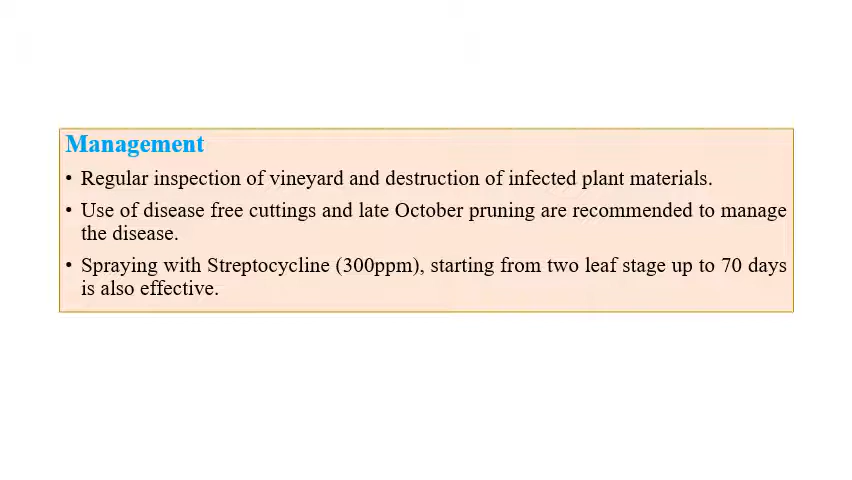 Management
• Regular inspection of vineyard and destruction of infected plant materials.
• Use of disease free cuttings and late October pruning are recommended to manage
the disease.
• Spraying with Streptocycline (300ppm), starting from two leaf stage up to 70 days
is also effective.